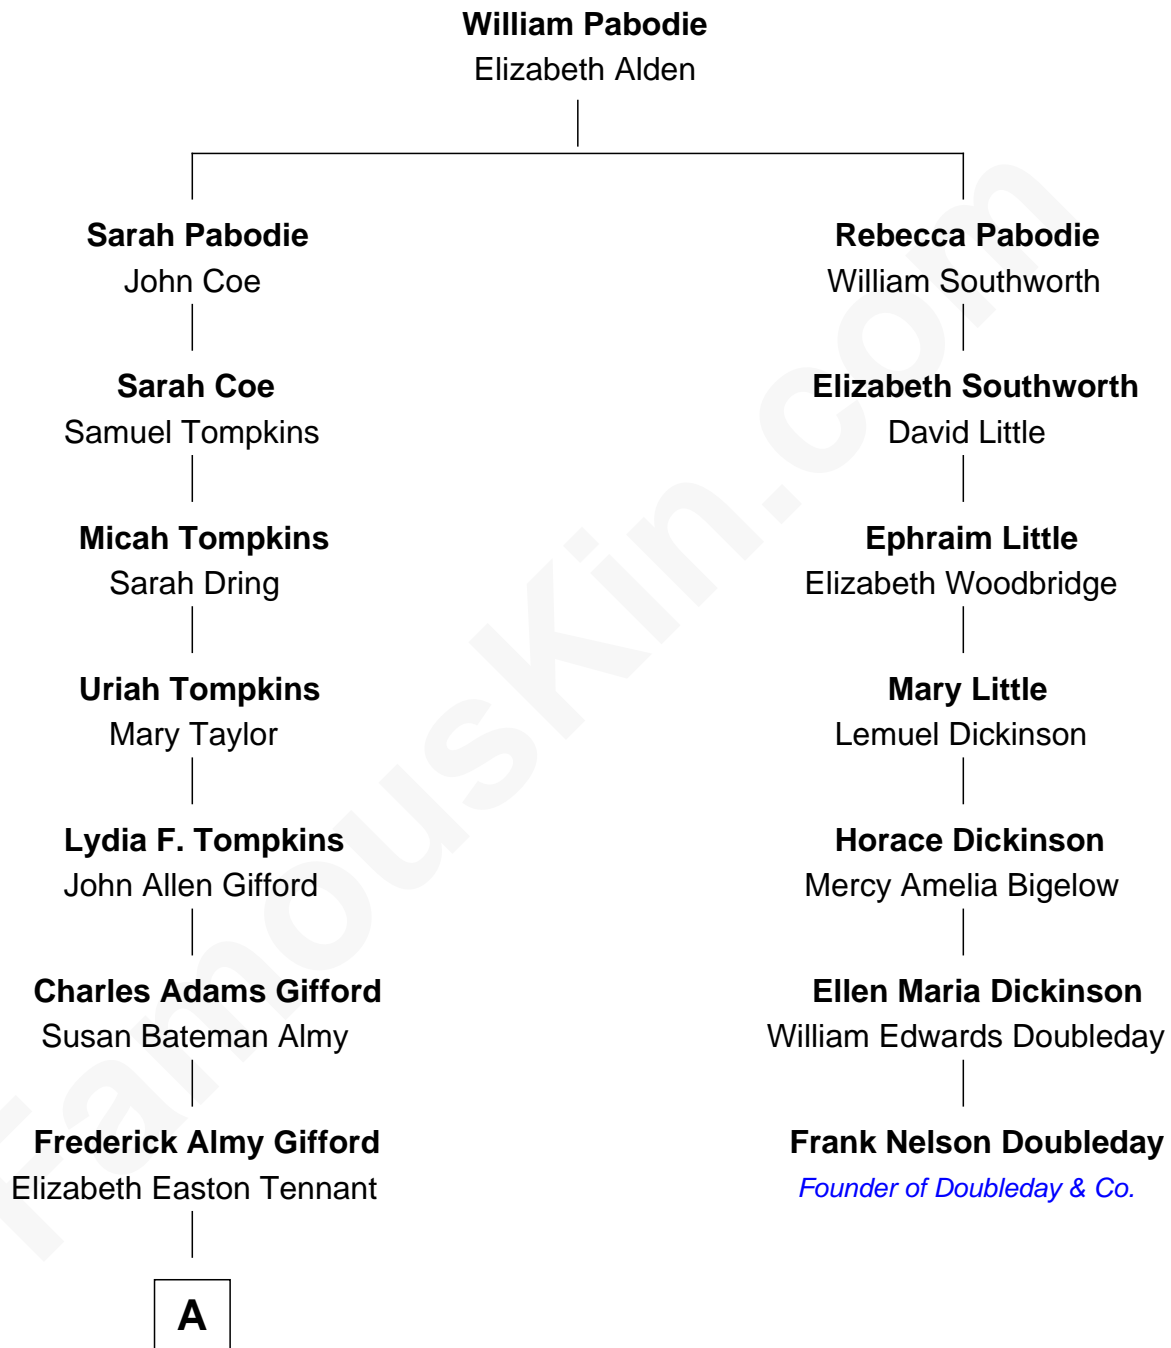 William Pabodie
Elizabeth Alden
Sarah Pabodie
John Coe
Rebecca Pabodie
William Southworth
Sarah Coe
Samuel Tompkins
Elizabeth Southworth
David Little
Micah Tompkins
Sarah Dring
Ephraim Little
Elizabeth Woodbridge
Uriah Tompkins
Mary Taylor
Mary Little
Lemuel Dickinson
Lydia F. Tompkins
John Allen Gifford
Horace Dickinson
Mercy Amelia Bigelow
Charles Adams Gifford
Susan Bateman Almy
Ellen Maria Dickinson
William Edwards Doubleday
Frederick Almy Gifford
Elizabeth Easton Tennant
Frank Nelson Doubleday
Founder of Doubleday & Co.
A
FamousKin.com